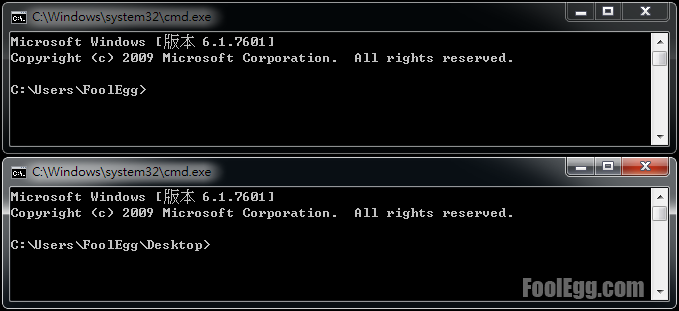 C:\Windows\system32\cmd.exe
Microsoft Windows [版本 6.1.7601]
Copyright (c) 2009 Microsoft Corporation.  All rights reserved.
C:\Users\FoolEgg>
C:\Windows\system32\cmd.exe
Microsoft Windows [版本 6.1.7601]
Copyright (c) 2009 Microsoft Corporation.  All rights reserved.
C:\Users\FoolEgg\Desktop>
FoolEgg.com